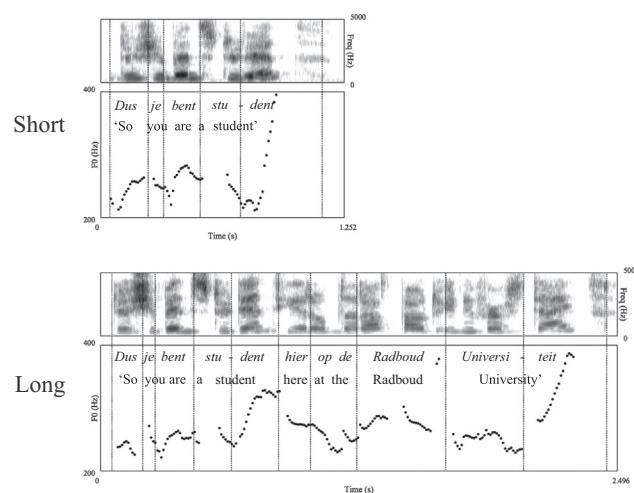 5000
Freq (Hz)
0
Short
400
F0 (Hz)
200
Dus je bent stu - dent
'So you are a student'
0
1.252
Time (s)
500
Freq (Hz)
0
Long
400
F0 (Hz)
200
Dus je bent stu - dent hier op de Radboud Universi - teit
'So you are a student here at the Radboud University'
0
2.496
Time (s)